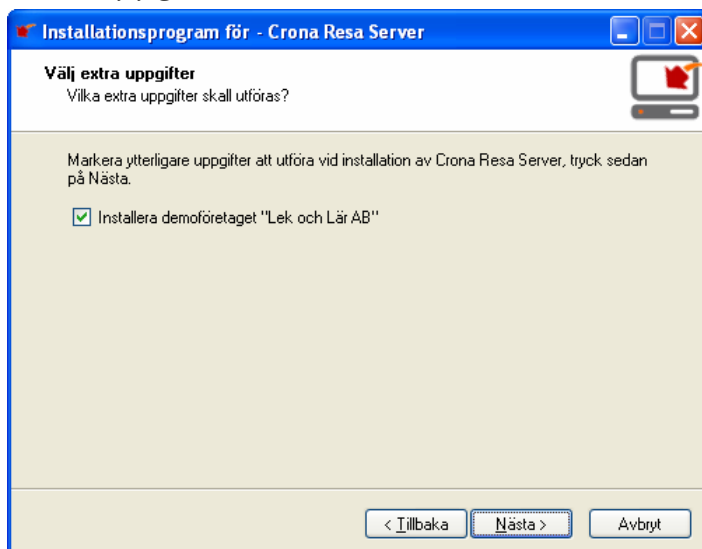 Installationsprogram för - Crona Resa Server
Välj extra uppgifter
Vilka extra uppgifter skall utföras?
Markera ytterligare uppgifter att utföra vid installation av Crona Resa Server, tryck sedan
på Nästa.
Installera demoföretaget "Lek och Lär AB"
< Tillbaka
Nästa >
Avbryt